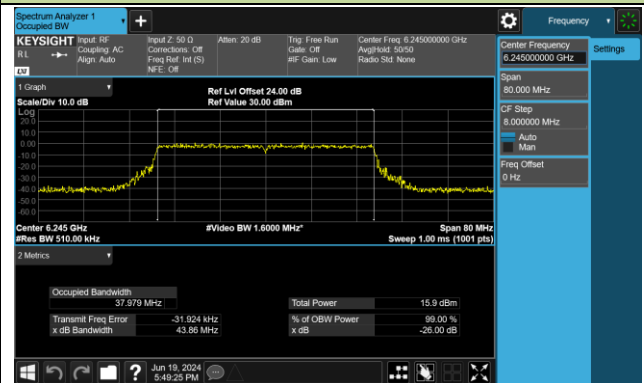 Spectrum Analyzer 1
Occupied BW
+
Frequency
KEYSIGHT
RL
LXI
Input: RF
Coupling: AC
Align: Auto
Input Z: 50 Ω
Corrections: Off
Freq Ref: Int (S)
NFE: Off
Atten: 20 dB
Trig: Free Run
Gate: Off
#IF Gain: Low
Center Freq: 6.245000000 GHz
Avg|Hold: 50/50
Radio Std: None
Center Frequency
6.245000000 GHz
Settings
Span
80.000 MHz
CF Step
8.000000 MHz
Auto
Man
Freq Offset
0 Hz
1 Graph
Scale/Div 10.0 dB
Ref Lvl Offset 24.00 dB
Ref Value 30.00 dBm
Log
20.0
10.0
0.00
-10.0
-20.0
-30.0
-40.0
-50.0
-60.0
Center 6.245 GHz
#Video BW 1.6000 MHz*
Span 80 MHz
#Res BW 510.00 kHz
Sweep 1.00 ms (1001 pts)
2 Metrics
Occupied Bandwidth
37.979 MHz
Total Power 15.9 dBm
Transmit Freq Error -31.924 kHz
% of OBW Power 99.00 %
x dB Bandwidth 43.86 MHz
x dB -26.00 dB
?
Jun 19, 2024
5:49:25 PM